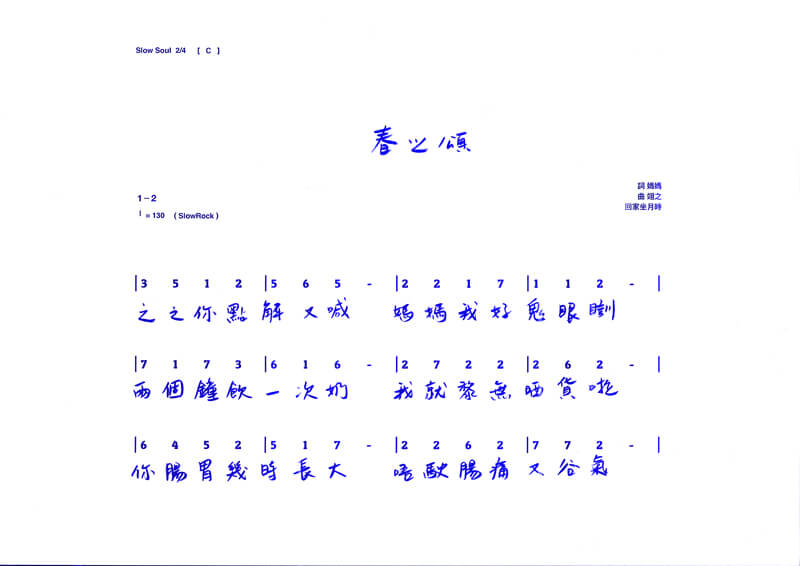 Slow Soul 2/4 [ C ]
春之頌
詞 媽媽
曲 翊之
回家坐月時
1－2
♩ = 130 ( SlowRock )
|3 5 1 2 |5 6 5 - |2 2 1 7 |1 1 2 - |
之之你點解又喊 媽媽我好鬼眼瞓
|7 1 7 3 |6 1 6 - |2 7 2 2 |2 6 2 - |
兩個鐘飲一次奶 我就黎無晒貨啦
|6 4 5 2 |5 1 7 - |2 2 6 2 |7 7 2 - |
你腸胃幾時長大 唔駛腸痛又谷氣